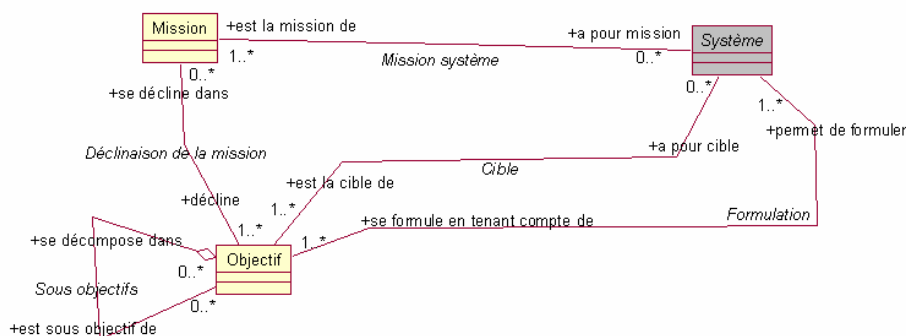 Mission
+est la mission de
1..*
+a pour mission
Système
Mission système
0..*
0..*
+se décline dans
0..*
1..*
+permet de formuler
Déclinaison de la mission
+a pour cible
+est la cible de
Cible
+décline
1..*
+se formule en tenant compte de
Formulation
1..*
1..*
+se décompose dans
Objectif
0..*
Sous objectifs
0..*
+est sous objectif de